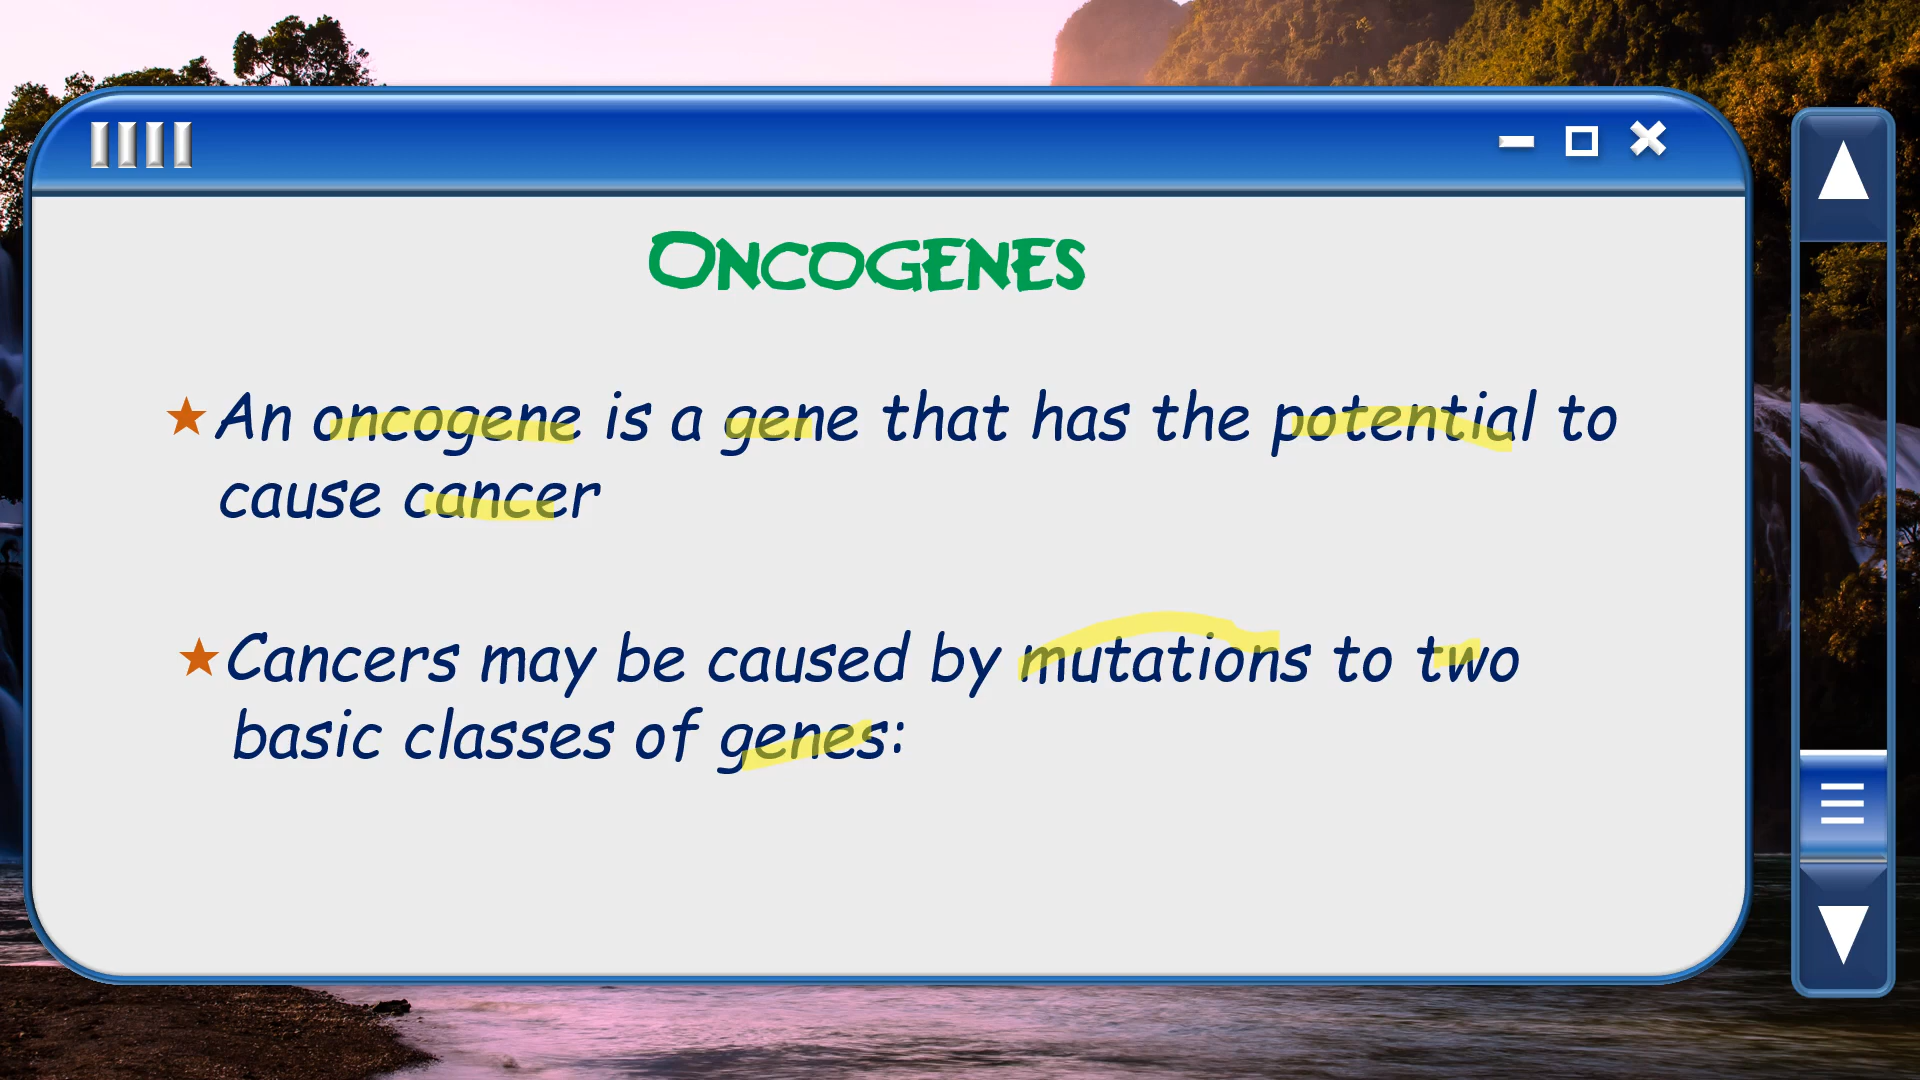 Oncogenes
An oncogene is a gene that has the potential to
cause cancer
Cancers may be caused by mutations to two
basic classes of genes: